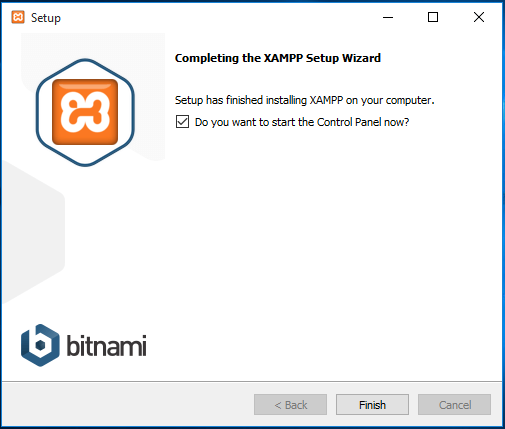 Setup
Completing the XAMPP Setup Wizard
Setup has finished installing XAMPP on your computer.
Do you want to start the Control Panel now?
bitnami
< Back
Finish
Cancel